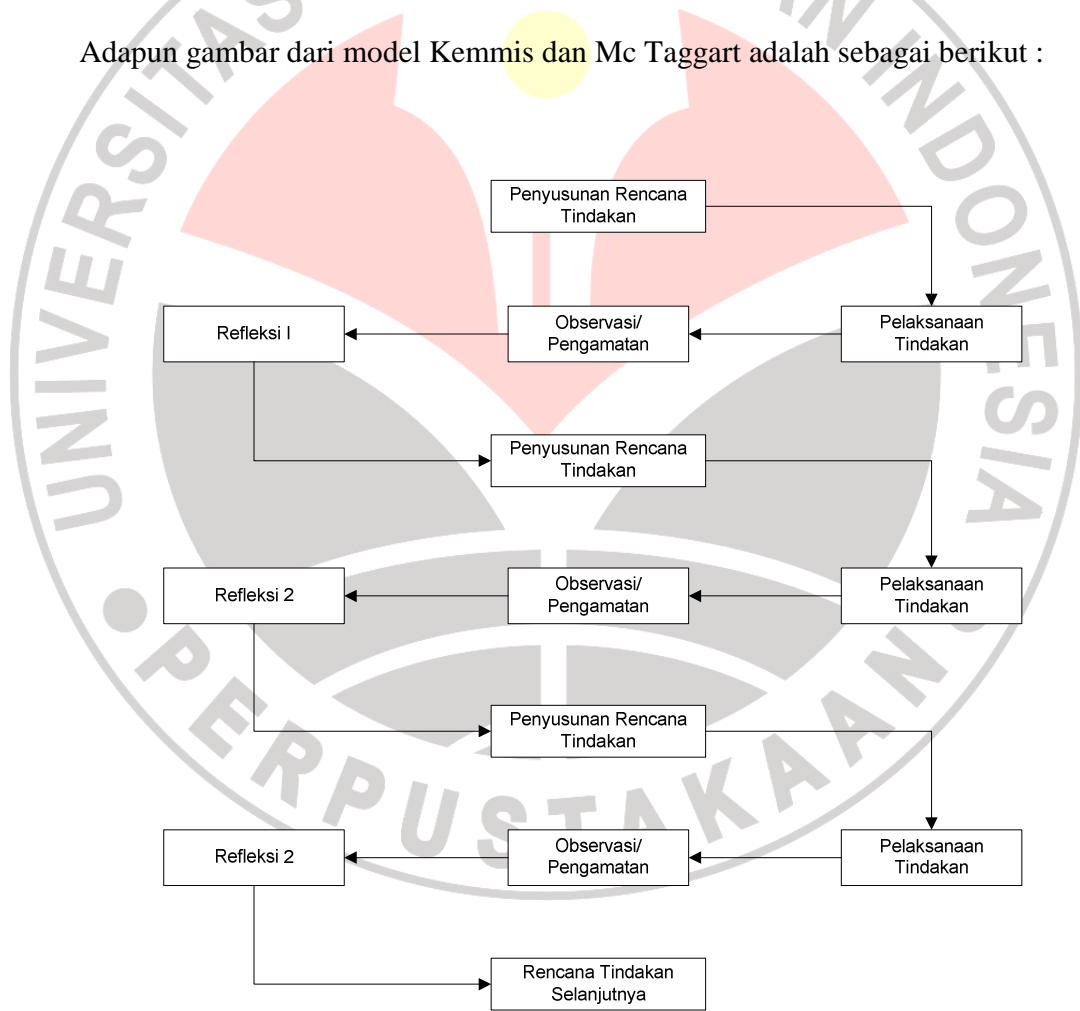 Adapun gambar dari model Kemmis dan Mc Taggart adalah sebagai berikut :
Penyusunan Rencana
Tindakan
Refleksi I
Observasi/
Pengamatan
Pelaksanaan
Tindakan
Penyusunan Rencana
Tindakan
Refleksi 2
Observasi/
Pengamatan
Pelaksanaan
Tindakan
Penyusunan Rencana
Tindakan
Refleksi 2
Observasi/
Pengamatan
Pelaksanaan
Tindakan
Rencana Tindakan
Selanjutnya
UNIVERSITAS
INDONESIA
PERPUSTAKAAN